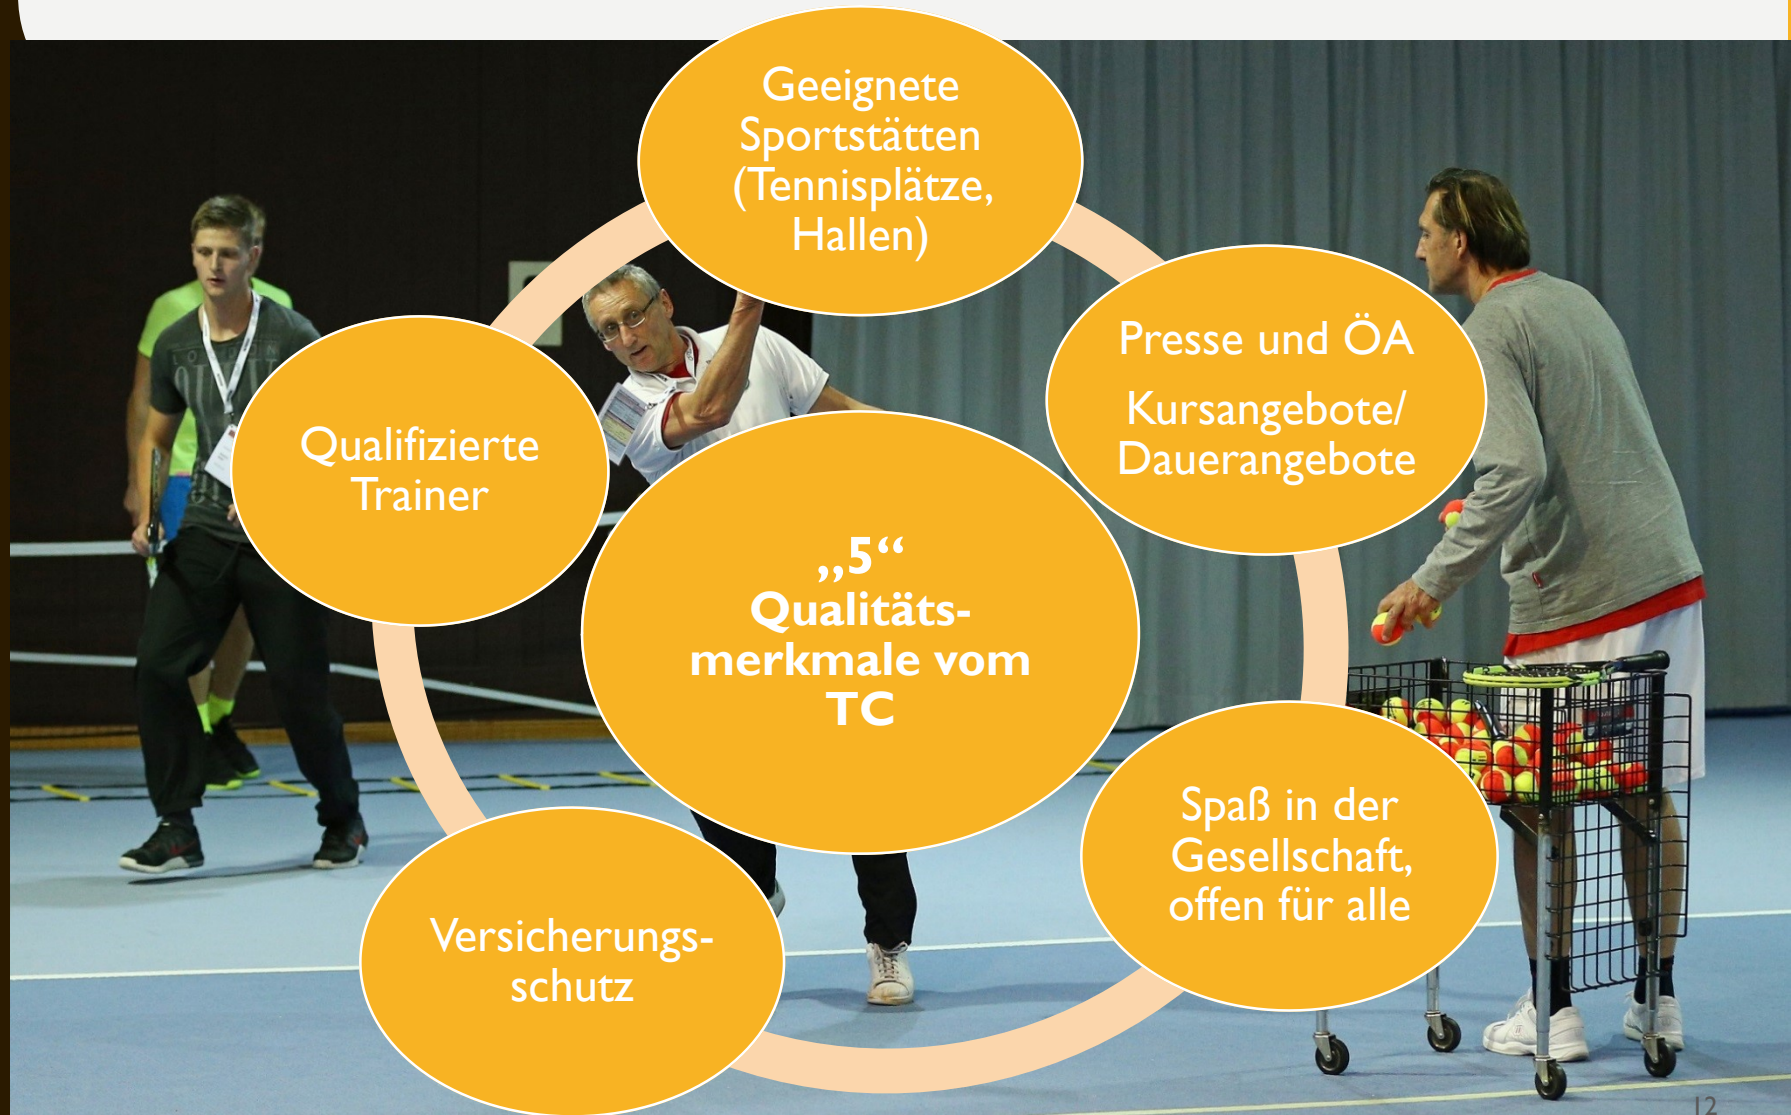 Geeignete
Sportstätten
(Tennisplätze,
Hallen)
Presse und ÖA
Kursangebote/
Dauerangebote
Qualifizierte
Trainer
„5“
Qualitäts-
merkmale vom
TC
Spaß in der
Gesellschaft,
offen für alle
Versicherungs-
schutz
LONDON
12